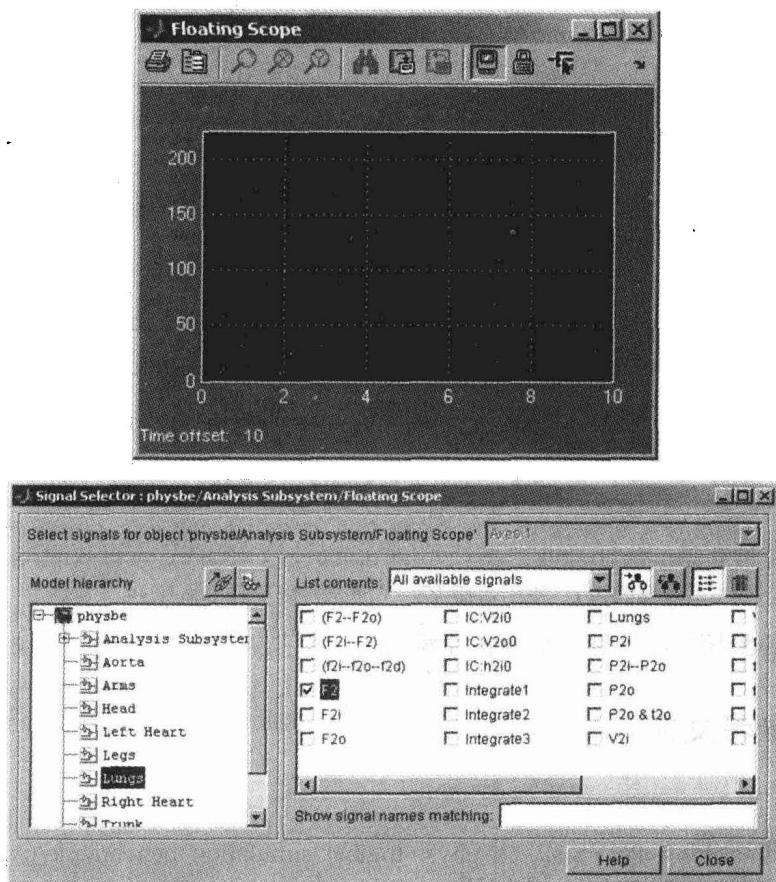 Floating Scope
200
150
100
50
0
0 2 4 6 8 10
Time offset: 10
Signal Selector : physbe/Analysis Subsystem/Floating Scope
Select signals for object 'physbe/Analysis Subsystem/Floating Scope' Axes 1
Model hierarchy
physbe
Analysis Subsyster
Aorta
Arms
Head
Left Heart
Legs
Lungs
Right Heart
Trunk
List contents: All available signals
(F2--F2o) IC:V2i0 Lungs
(F2i--F2) IC:V2o0 P2i
(f2i--f2o--f2d) IC:h2i0 P2i--P2o
F2 Integrate1 P2o
F2i Integrate2 P2o & t2o
F2o Integrate3 V2i
Show signal names matching:
Help Close